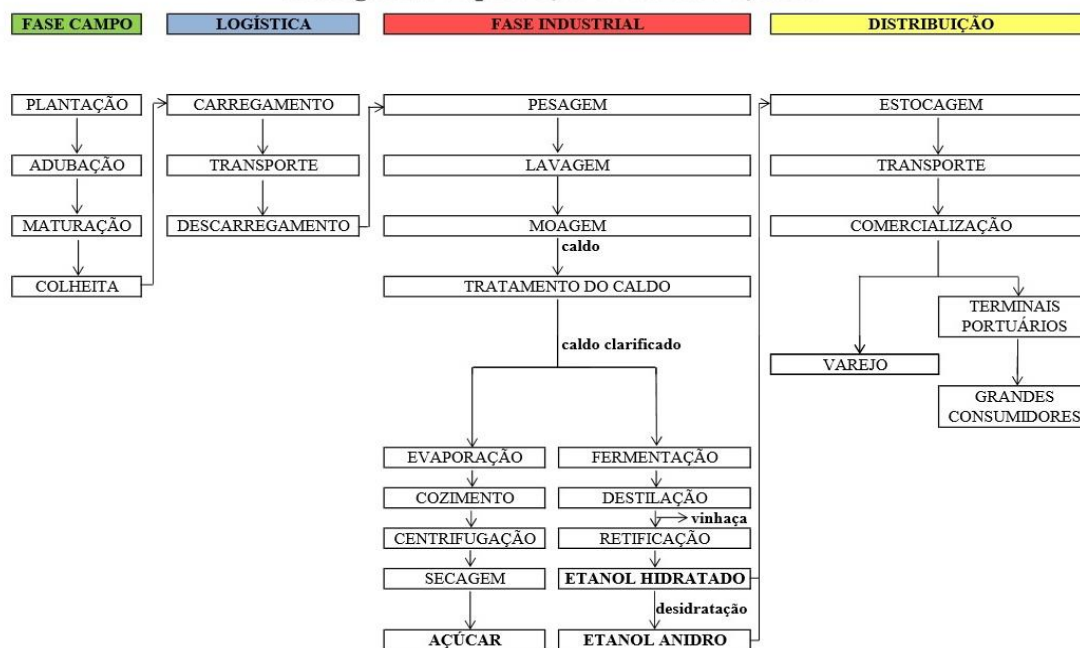 FASE CAMPO
LOGÍSTICA
FASE INDUSTRIAL
DISTRIBUIÇÃO
PLANTAÇÃO
ADUBAÇÃO
MATURAÇÃO
COLHEITA
CARREGAMENTO
TRANSPORTE
DESCARREGAMENTO
PESAGEM
LAVAGEM
MOAGEM
caldo
TRATAMENTO DO CALDO
caldo clarificado
EVAPORAÇÃO
COZIMENTO
CENTRIFUGAÇÃO
SECAGEM
AÇÚCAR
FERMENTAÇÃO
DESTILAÇÃO
vinhaça
RETIFICAÇÃO
ETANOL HIDRATADO
desidratação
ETANOL ANIDRO
ESTOCAGEM
TRANSPORTE
COMERCIALIZAÇÃO
VAREJO
TERMINAIS
PORTUÁRIOS
GRANDES
CONSUMIDORES